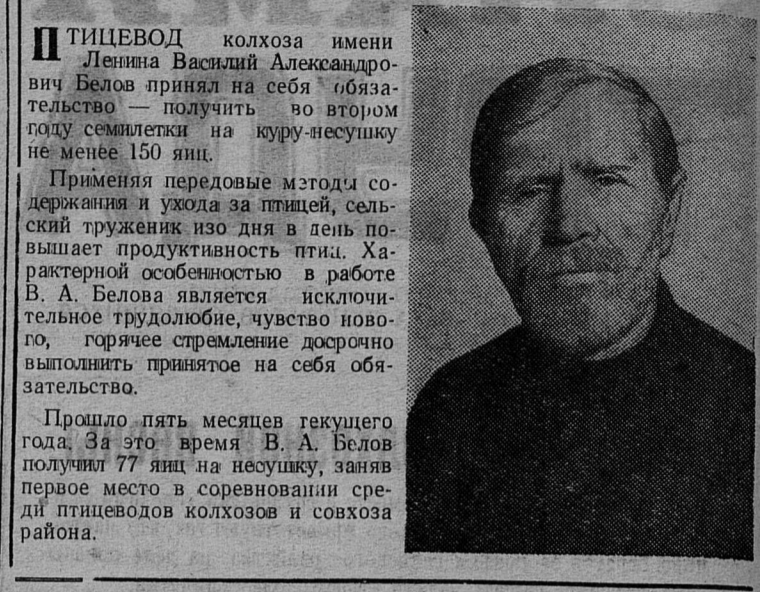 ПТИЦЕВОД колхоза имени
Ленина Василий Александро-
вич Белов принял на себя обяза-
тельство — получить во втором
году семилетки на куру-несушку
не менее 150 яиц.
Применяя передовые методы со-
держания и ухода за птицей, сель-
ский труженик изо дня в день по-
вышает продуктивность птиц. Ха-
рактерной особенностью в работе
В. А. Белова является исключи-
тельное трудолюбие, чувство ново-
го, горячее стремление досрочно
выполнить принятое на себя обя-
зательство.
Прошло пять месяцев текущего
года. За это время В. А. Белов
получил 77 яиц на несушку, заняв
первое место в соревновании сре-
ди птицеводов колхозов и совхоза
района.